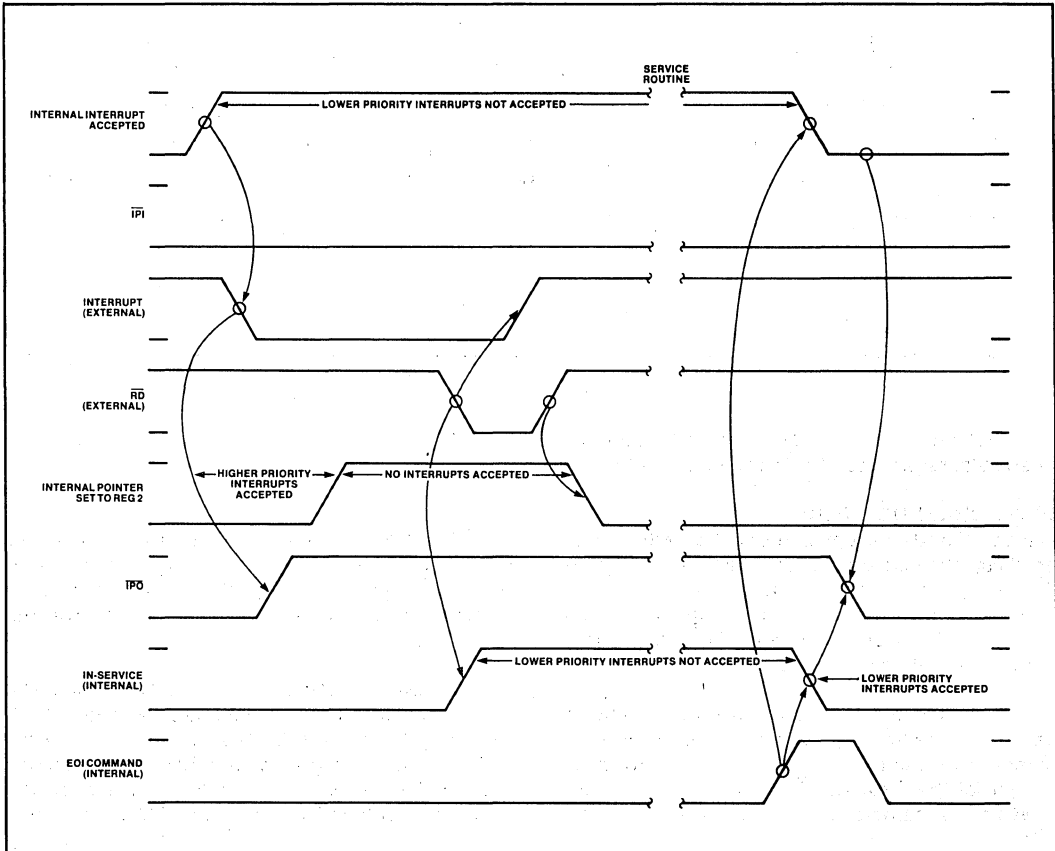 SERVICE
ROUTINE
LOWER PRIORITY INTERRUPTS NOT ACCEPTED
INTERNAL INTERRUPT
ACCEPTED
IPI
INTERRUPT
(EXTERNAL)
RD
(EXTERNAL)
HIGHER PRIORITY
INTERRUPTS
ACCEPTED
NO INTERRUPTS ACCEPTED
INTERNAL POINTER
SET TO REG 2
IPO
LOWER PRIORITY INTERRUPTS NOT ACCEPTED
IN-SERVICE
(INTERNAL)
LOWER PRIORITY
INTERRUPTS ACCEPTED
EOI COMMAND
(INTERNAL)